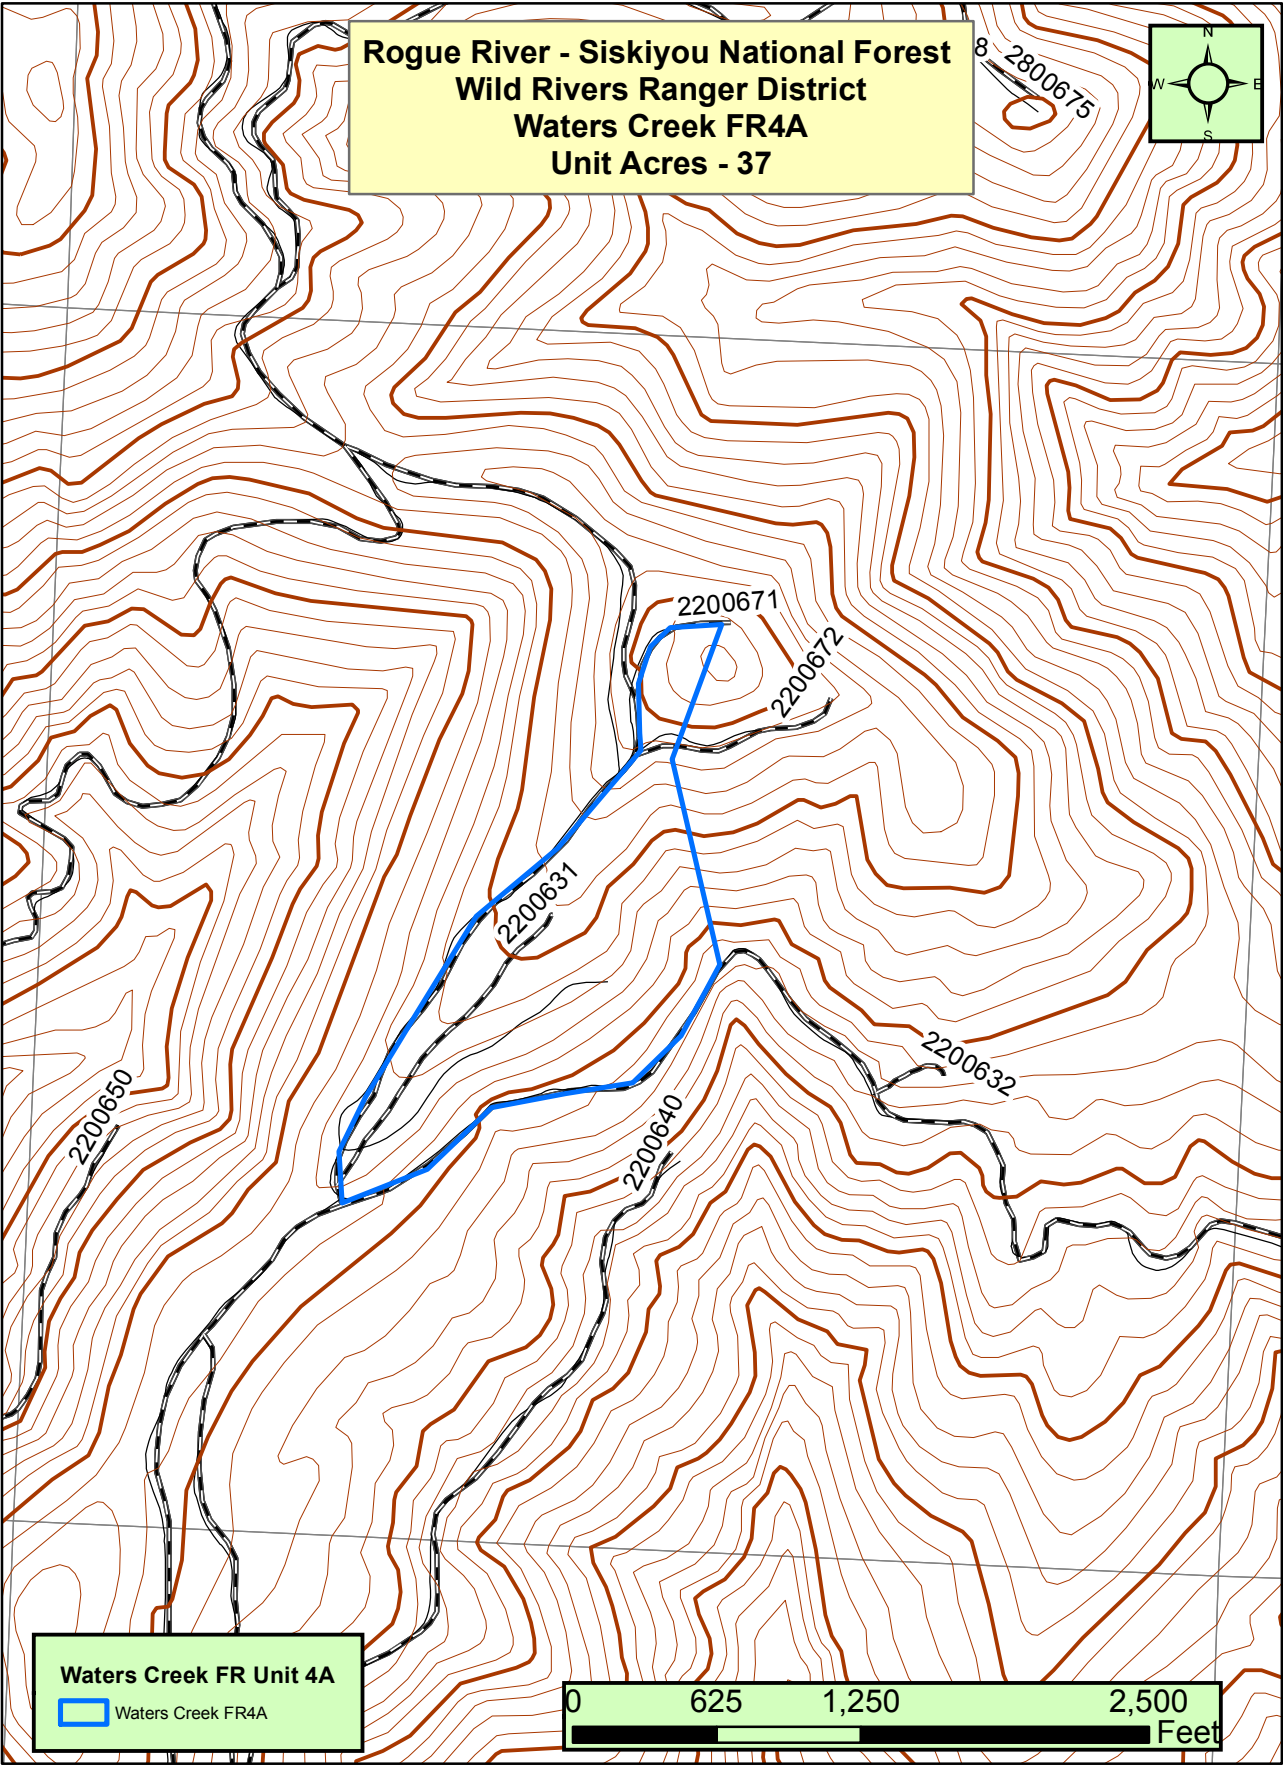 Rogue River - Siskiyou National Forest
Wild Rivers Ranger District
Waters Creek FR4A
Unit Acres - 37
N
W
E
S
8
2800675
2200671
2200672
2200631
2200632
2200650
2200640
Waters Creek FR Unit 4A
Waters Creek FR4A
0 625 1,250 2,500
Feet